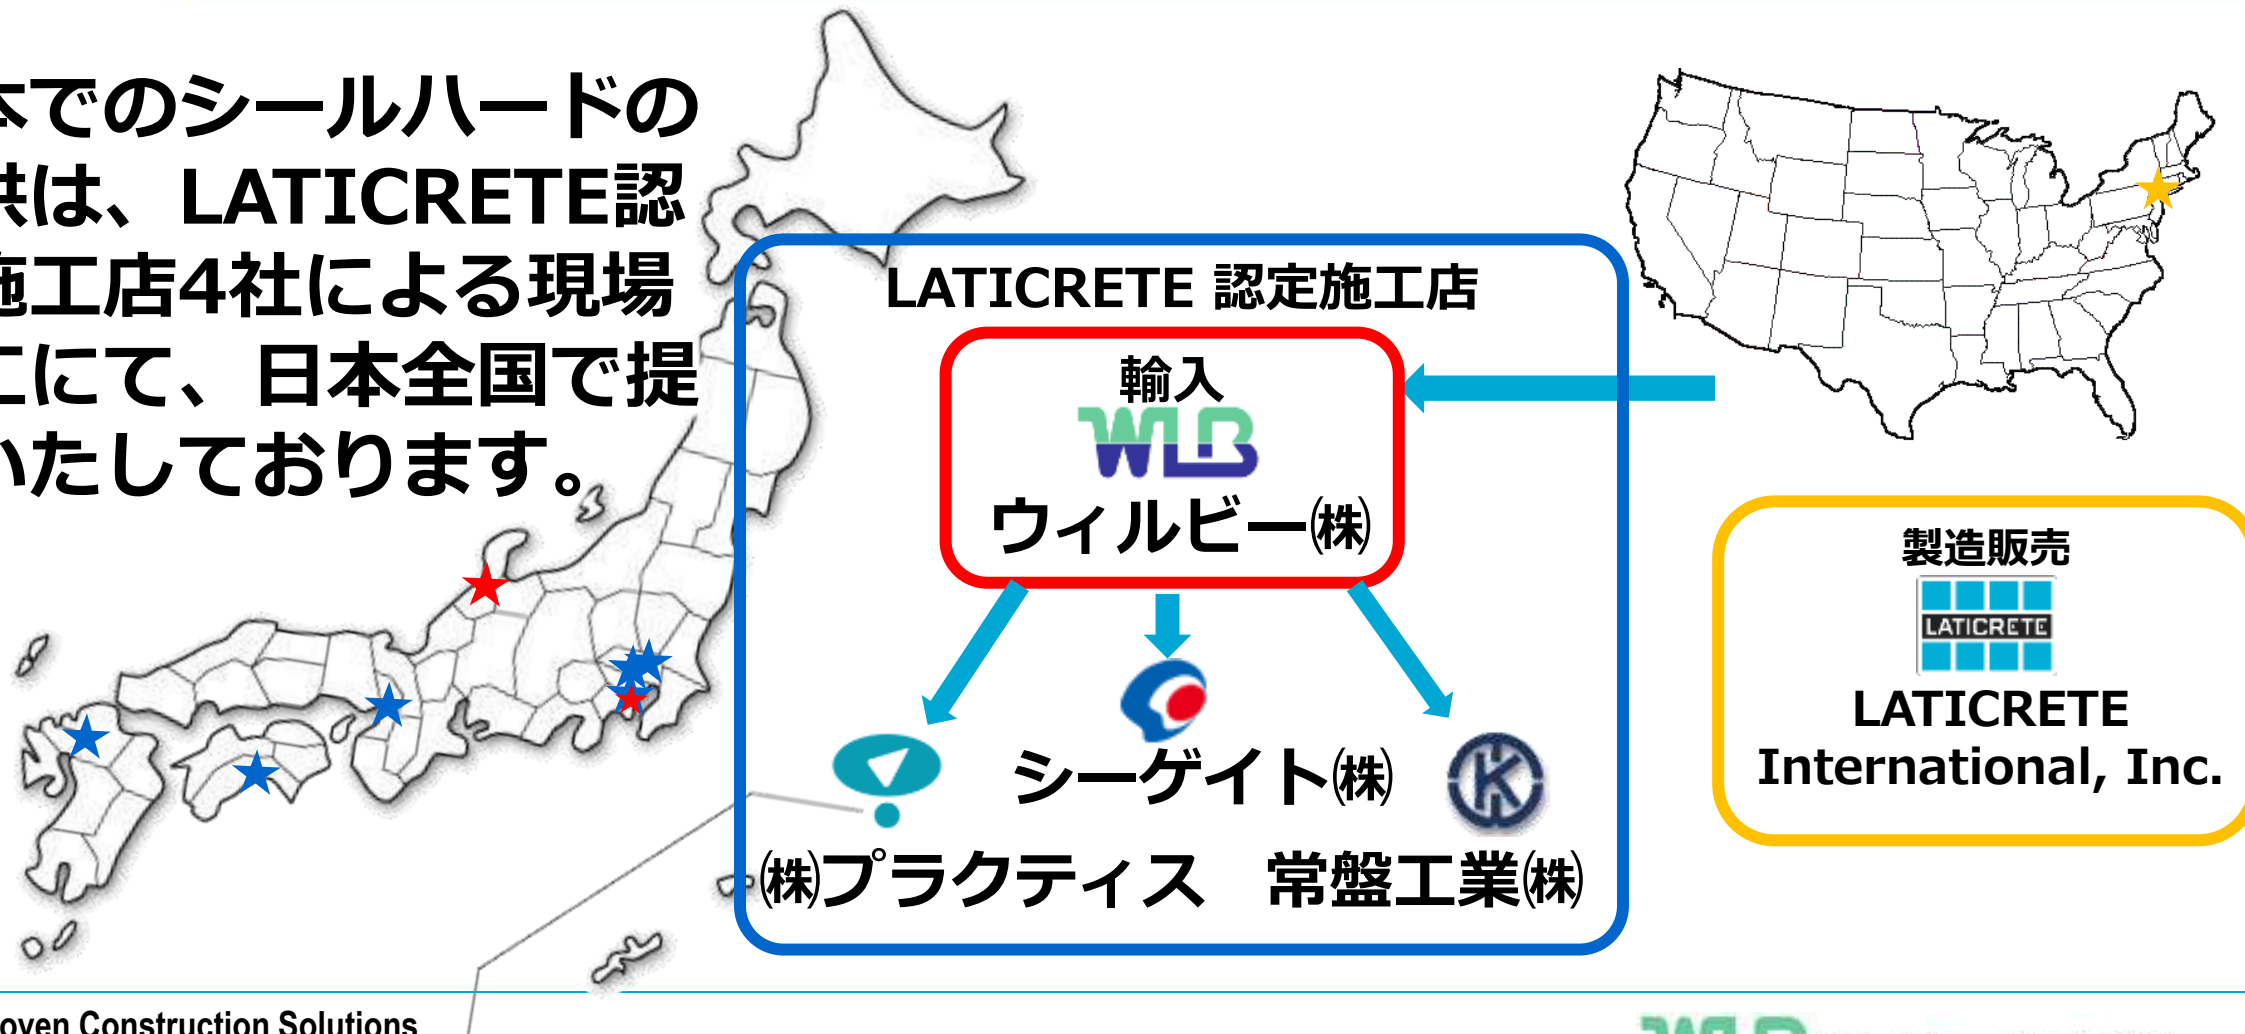 本でのシールハードの
供は、LATICRETE認
施工店4社による現場
工にて、日本全国で提
いたしております。
LATICRETE 認定施工店
輸入
WLB
ウィルビー㈱
シーゲイト㈱
㈱プラクティス　常盤工業㈱
製造販売
LATICRETE
LATICRETE
International, Inc.
oven Construction Solutions